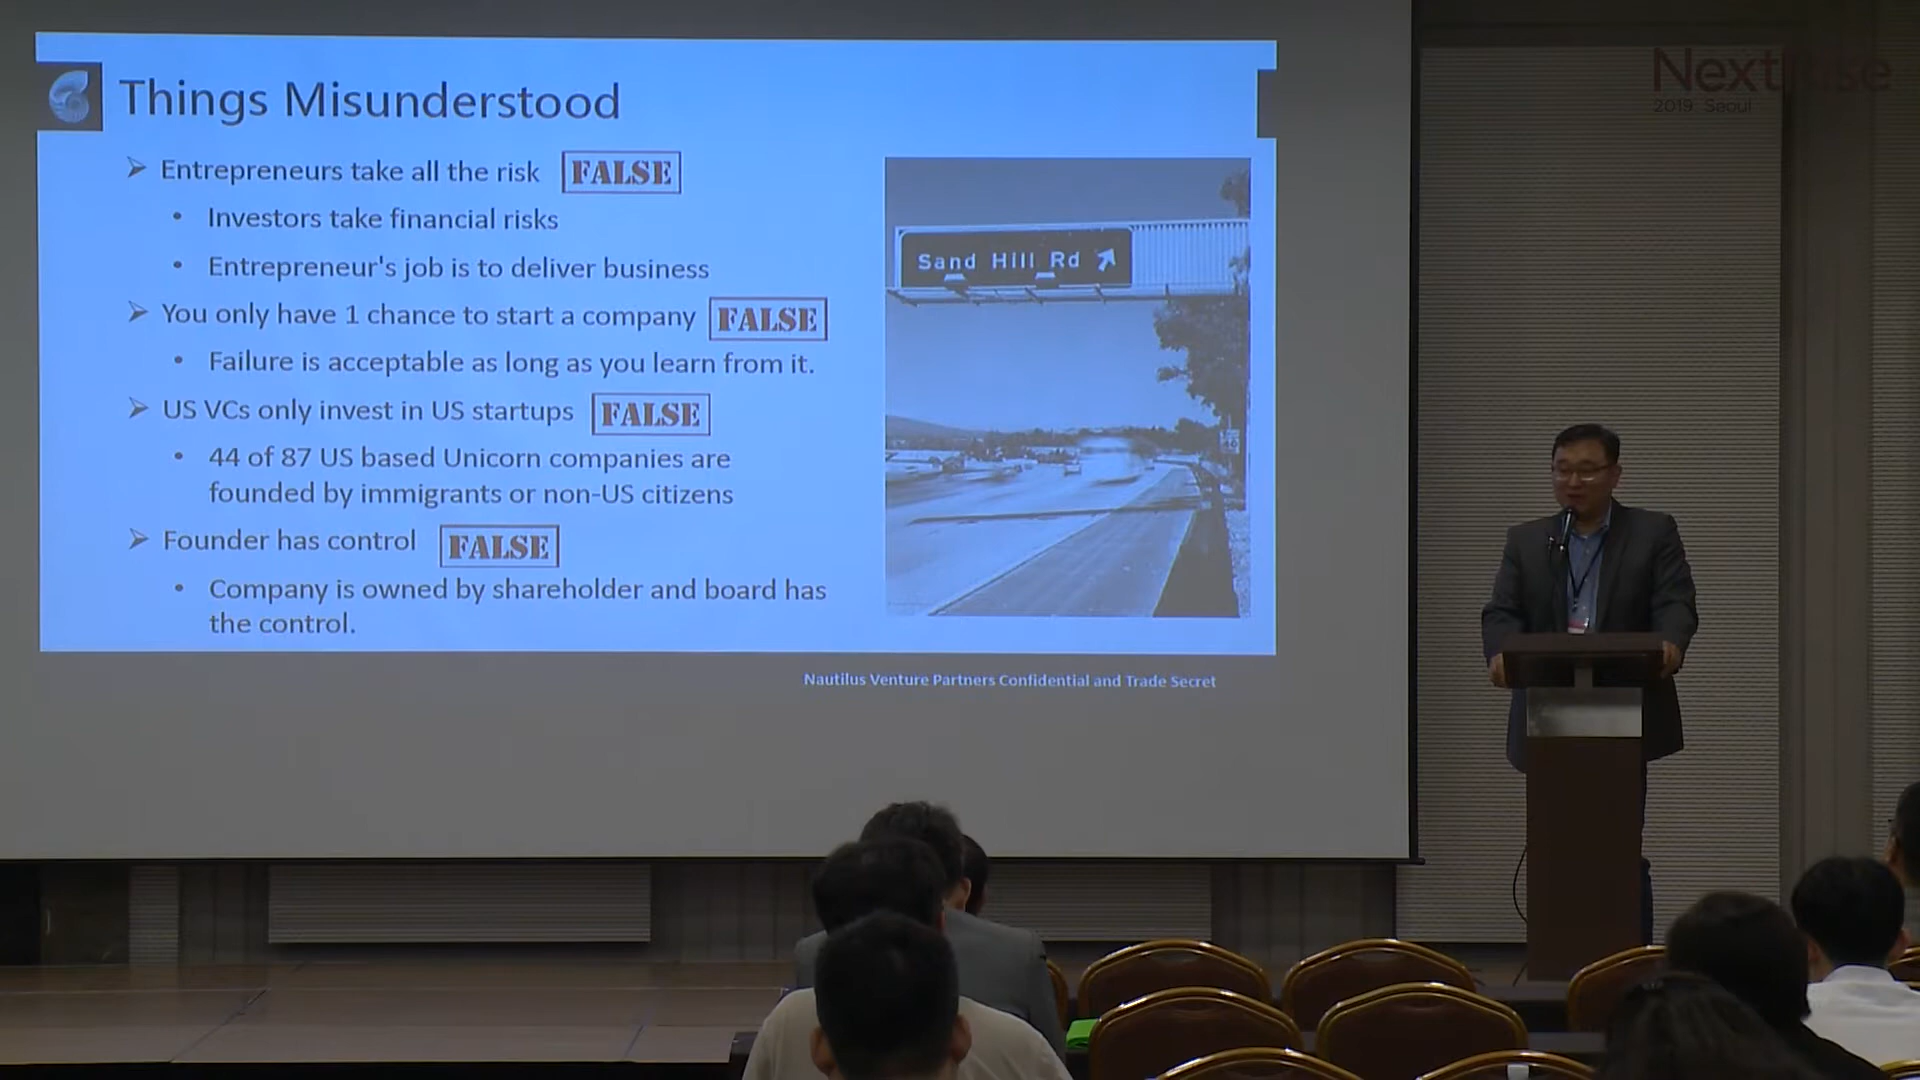 NextRise
2019 Seoul
Things Misunderstood
Entrepreneurs take all the risk FALSE
Investors take financial risks
Entrepreneur's job is to deliver business
You only have 1 chance to start a company FALSE
Failure is acceptable as long as you learn from it.
US VCs only invest in US startups FALSE
44 of 87 US based Unicorn companies are
founded by immigrants or non-US citizens
Founder has control FALSE
Company is owned by shareholder and board has
the control.
Sand Hill Rd
Nautilus Venture Partners Confidential and Trade Secret